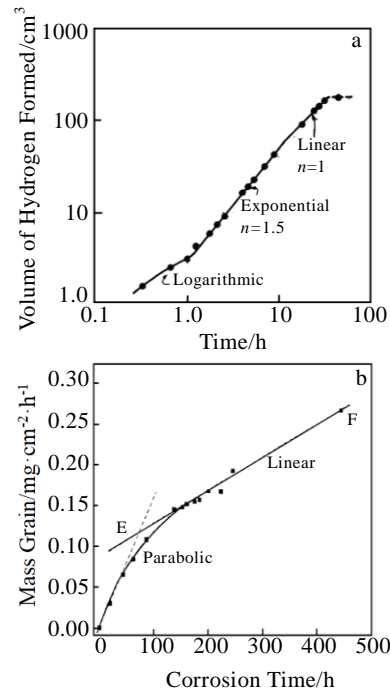 a
Volume of Hydrogen Formed/cm³
1000
100
10
1.0
Linear
n=1
Exponential
n=1.5
Logarithmic
0.1 1.0 10 100
Time/h
b
Mass Grain/mg·cm⁻²·h⁻¹
0.30
0.25
0.20
0.15
0.10
0.05
0.00
F
Linear
E
Parabolic
0 100 200 300 400 500
Corrosion Time/h